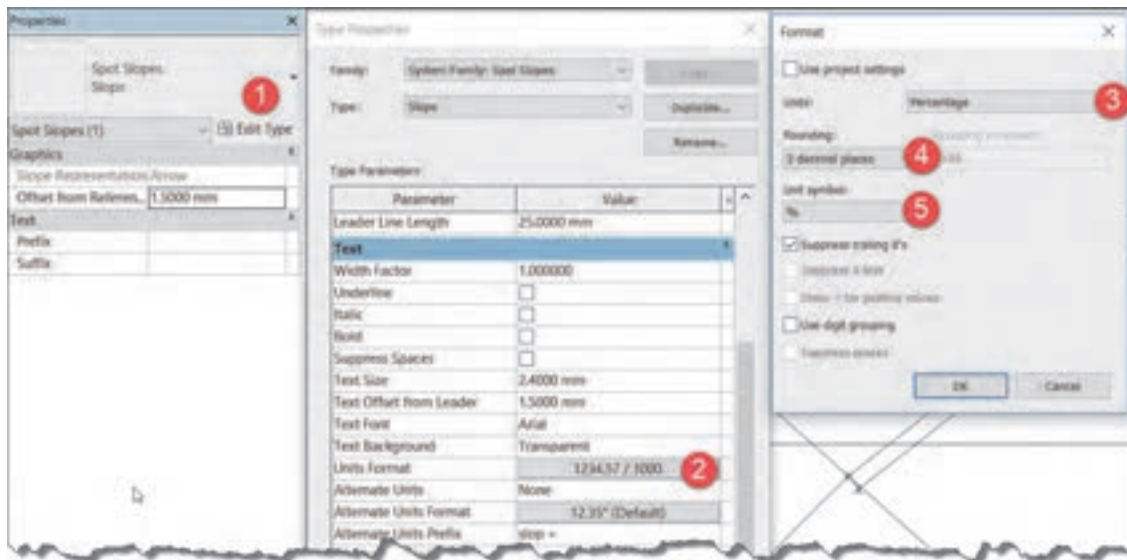 Properties
Spot Slopes
Slope
1
Spot Slopes (1)
Edit Type
Graphics
Slope Representation Arrow
Offset from Referen... 1.5000 mm
Text
Prefix
Suffix
Type Properties
Family: System Family: Spot Slopes
Type: Slope
Duplicate...
Rename...
Type Parameters
Parameter Value
Leader Line Length 25.0000 mm
Text
Width Factor 1.000000
Underline
Italic
Bold
Suppress Spaces
Text Size 2.4000 mm
Text Offset from Leader 1.5000 mm
Text Font Arial
Text Background Transparent
Units Format 1234.57 / 1000 2
Alternate Units None
Alternate Units Format 12.35° (Default)
Alternate Units Prefix slop =
Format
Use project settings
Units: Percentage 3
Rounding:
3 decimal places 4
Unit symbol:
% 5
Suppress trailing 0's
Use digit grouping
Suppress spaces
OK Cancel